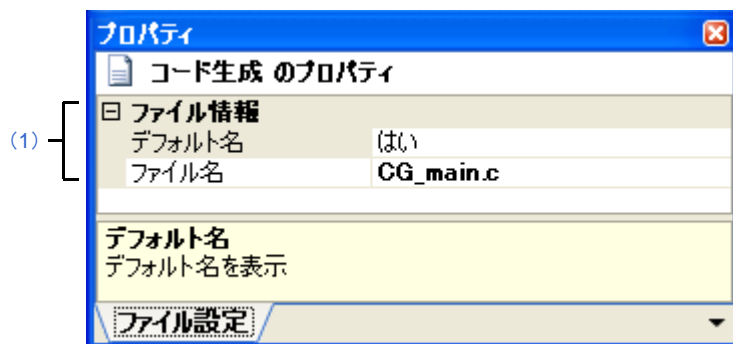 プロパティ
コード生成 のプロパティ
(1)
ファイル情報
デフォルト名 はい
ファイル名 CG_main.c
デフォルト名
デフォルト名を表示
ファイル設定